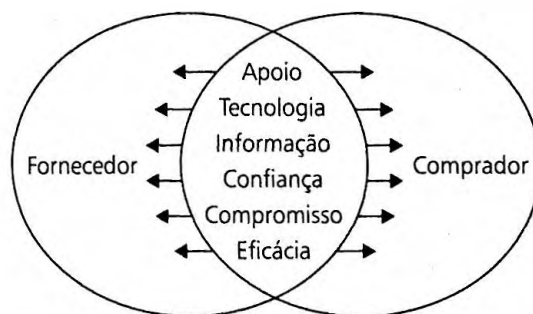 Apoio
Tecnologia
Informação
Fornecedor
Confiança
Comprador
Compromisso
Eficácia